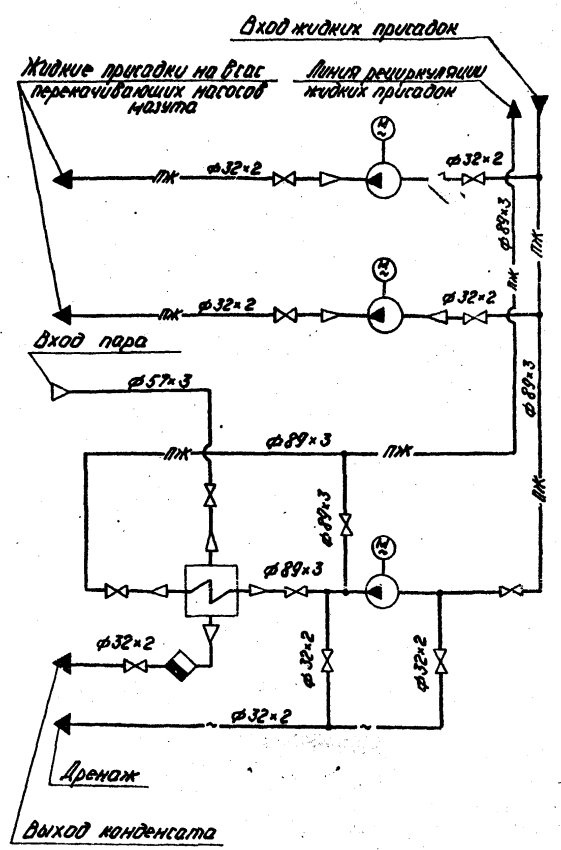 Вход жидких присадок
Жидкие присадки на всас
перекачивающих насосов
мазута
Линия рециркуляции
жидких присадок
ф32×2
ф32×2
ПЖ
ф89×3
ПЖ
ф32×2
ф32×2
ПЖ
ПЖ
Вход пара
ф57×3
ф89×3
ф89×3
ПЖ
ПЖ
ПЖ
ф89×3
ф89×3
ф32×2
ф32×2
ф32×2
~
ф32×2
~
Дренаж
Выход конденсата